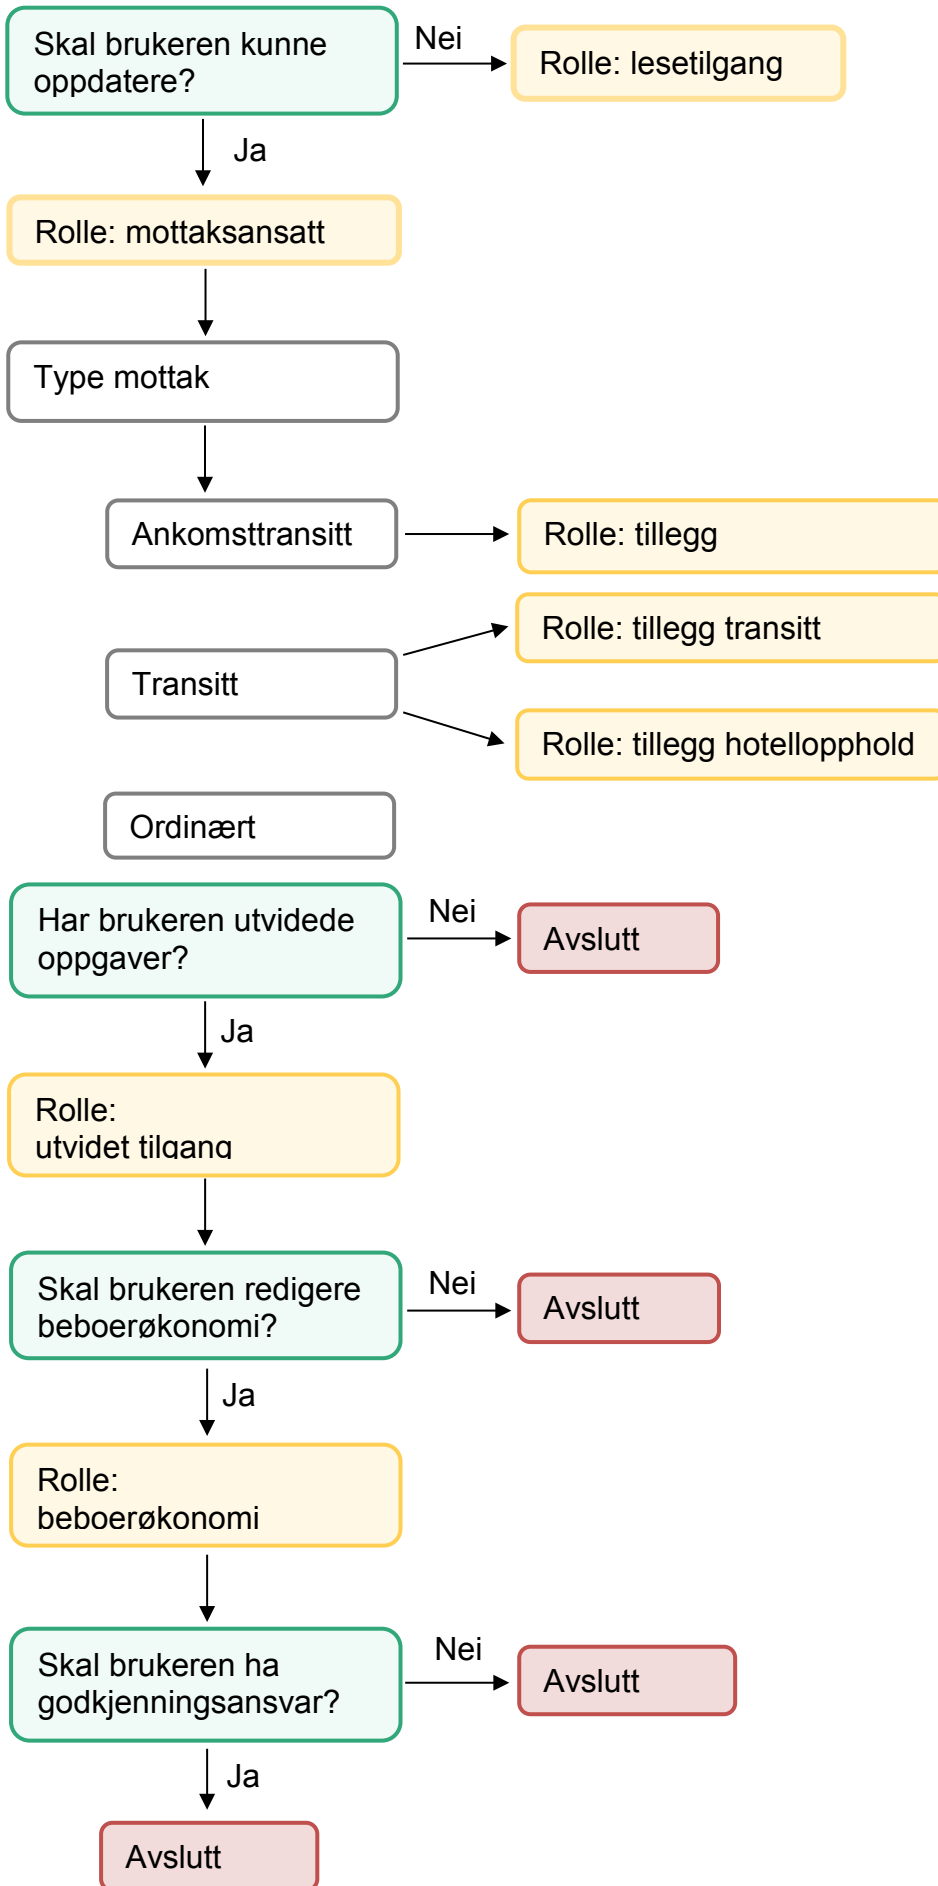 Skal brukeren kunne
oppdatere?
Nei
Rolle: lesetilgang
Ja
Rolle: mottaksansatt
Type mottak
Ankomsttransitt
Rolle: tillegg
Transitt
Rolle: tillegg transitt
Rolle: tillegg hotellopphold
Ordinært
Har brukeren utvidede
oppgaver?
Nei
Avslutt
Ja
Rolle:
utvidet tilgang
Skal brukeren redigere
beboerøkonomi?
Nei
Avslutt
Ja
Rolle:
beboerøkonomi
Skal brukeren ha
godkjenningsansvar?
Nei
Avslutt
Ja
Avslutt